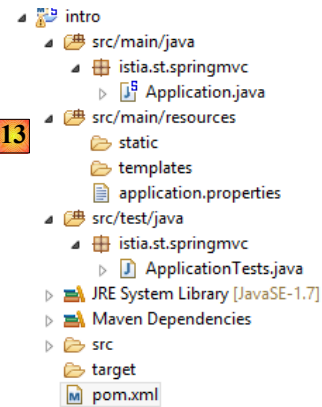 intro
src/main/java
istia.st.springmvc
Application.java
src/main/resources
13
static
templates
application.properties
src/test/java
istia.st.springmvc
ApplicationTests.java
JRE System Library [JavaSE-1.7]
Maven Dependencies
src
target
pom.xml